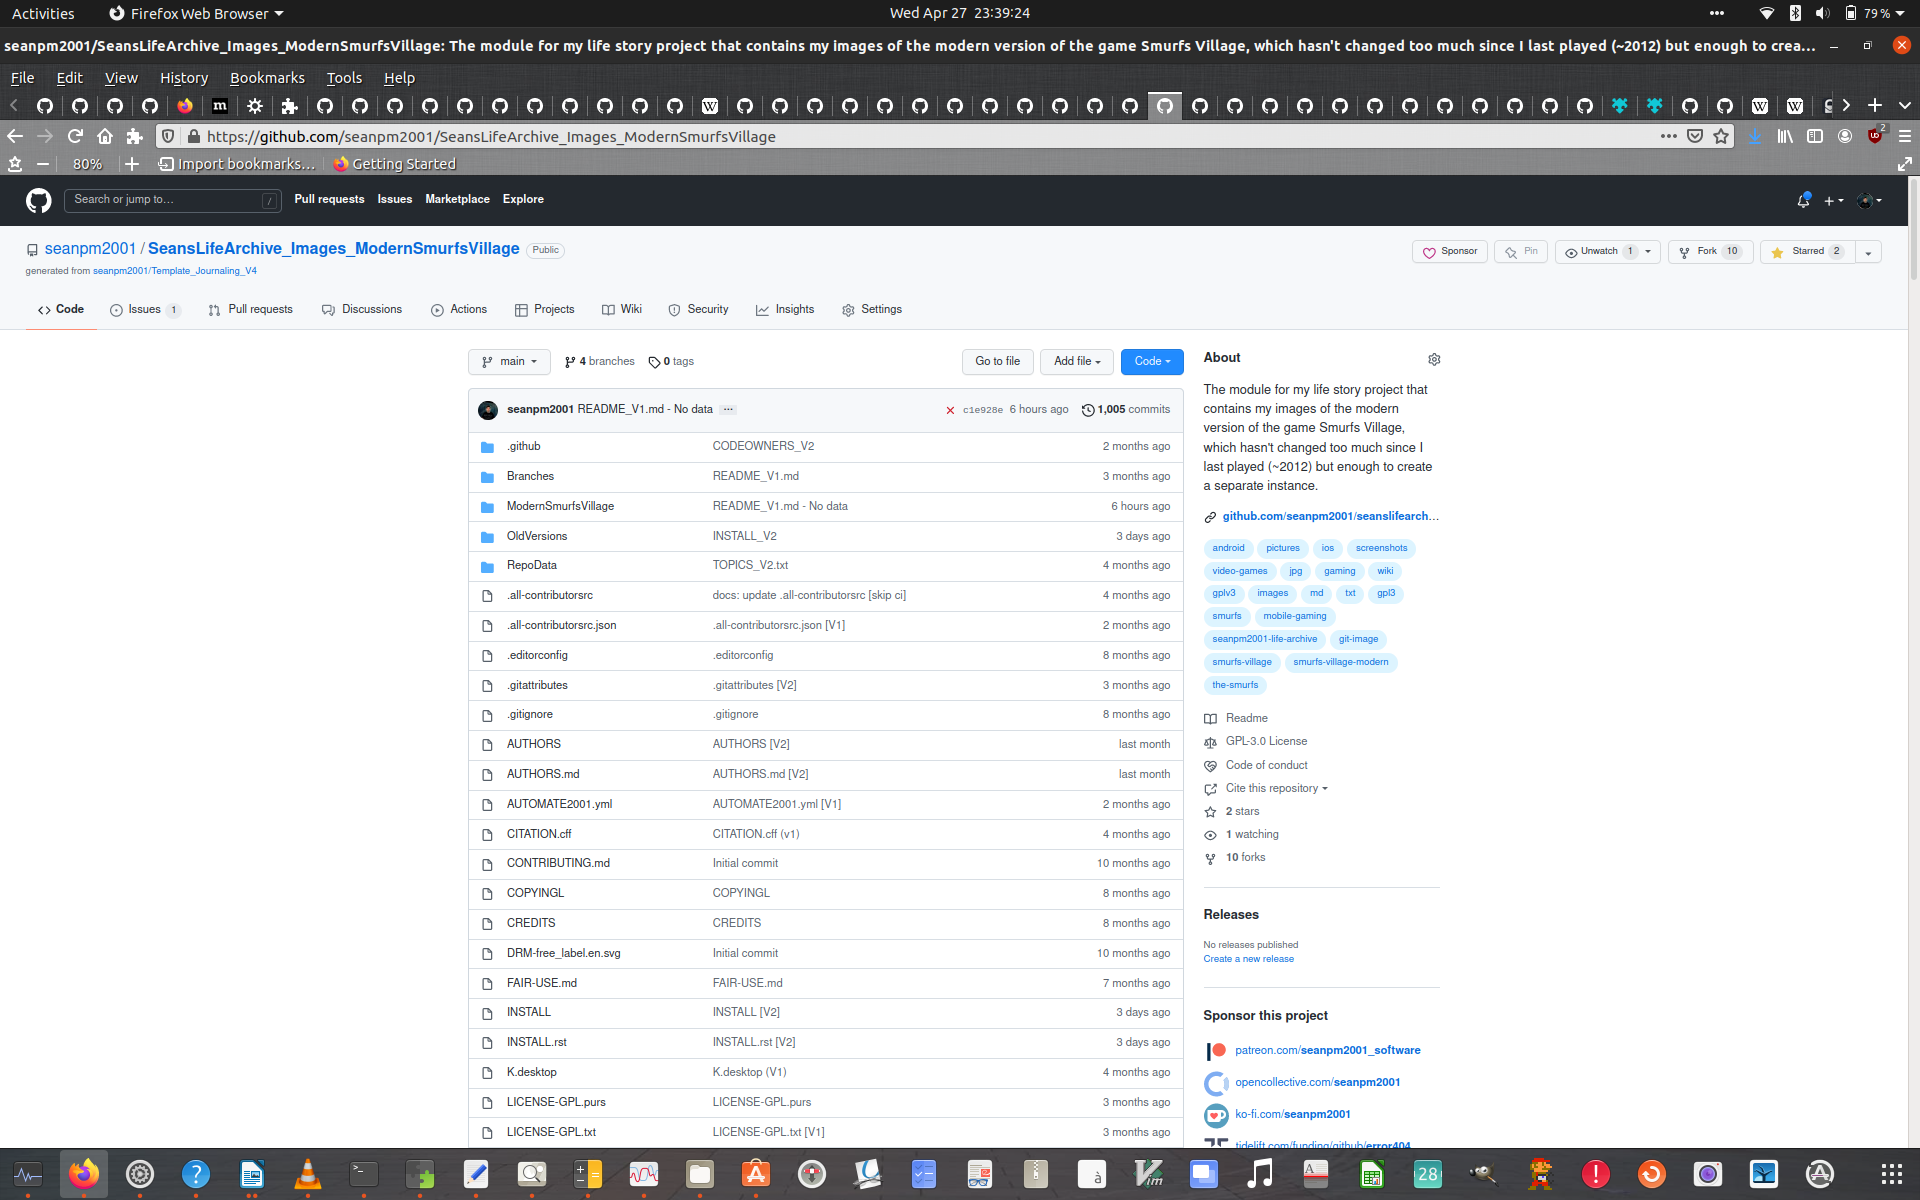 Activities Firefox Web Browser Wed Apr 27 23:39:24 79 %
seanpm2001/SeansLifeArchive_Images_ModernSmurfsVillage: The module for my life story project that contains my images of the modern version of the game Smurfs Village, which hasn't changed too much since I last played (~2012) but enough to crea…
File Edit View History Bookmarks Tools Help
https://github.com/seanpm2001/SeansLifeArchive_Images_ModernSmurfsVillage 2
80% Import bookmarks… Getting Started
Search or jump to… / Pull requests Issues Marketplace Explore
seanpm2001 / SeansLifeArchive_Images_ModernSmurfsVillage Public
Sponsor Pin Unwatch 1 Fork 10 Starred 2
generated from seanpm2001/Template_Journaling_V4
Code Issues 1 Pull requests Discussions Actions Projects Wiki Security Insights Settings
main 4 branches 0 tags Go to file Add file Code
seanpm2001 README_V1.md - No data ··· c1e928e 6 hours ago 1,005 commits
.github CODEOWNERS_V2 2 months ago
Branches README_V1.md 3 months ago
ModernSmurfsVillage README_V1.md - No data 6 hours ago
OldVersions INSTALL_V2 3 days ago
RepoData TOPICS_V2.txt 4 months ago
.all-contributorsrc docs: update .all-contributorsrc [skip ci] 4 months ago
.all-contributorsrc.json .all-contributorsrc.json [V1] 2 months ago
.editorconfig .editorconfig 8 months ago
.gitattributes .gitattributes [V2] 3 months ago
.gitignore .gitignore 8 months ago
AUTHORS AUTHORS [V2] last month
AUTHORS.md AUTHORS.md [V2] last month
AUTOMATE2001.yml AUTOMATE2001.yml [V1] 2 months ago
CITATION.cff CITATION.cff (v1) 4 months ago
CONTRIBUTING.md Initial commit 10 months ago
COPYINGL COPYINGL 8 months ago
CREDITS CREDITS 8 months ago
DRM-free_label.en.svg Initial commit 10 months ago
FAIR-USE.md FAIR-USE.md 7 months ago
INSTALL INSTALL [V2] 3 days ago
INSTALL.rst INSTALL.rst [V2] 3 days ago
K.desktop K.desktop (V1) 4 months ago
LICENSE-GPL.purs LICENSE-GPL.purs 3 months ago
LICENSE-GPL.txt LICENSE-GPL.txt [V1] 3 months ago
About
The module for my life story project that
contains my images of the modern
version of the game Smurfs Village,
which hasn't changed too much since I
last played (~2012) but enough to create
a separate instance.
github.com/seanpm2001/seanslifearch…
android pictures ios screenshots
video-games jpg gaming wiki
gplv3 images md txt gpl3
smurfs mobile-gaming
seanpm2001-life-archive git-image
smurfs-village smurfs-village-modern
the-smurfs
Readme
GPL-3.0 License
Code of conduct
Cite this repository
2 stars
1 watching
10 forks
Releases
No releases published
Create a new release
Sponsor this project
patreon.com/seanpm2001_software
opencollective.com/seanpm2001
ko-fi.com/seanpm2001
tidelift.com/funding/github/error404
28